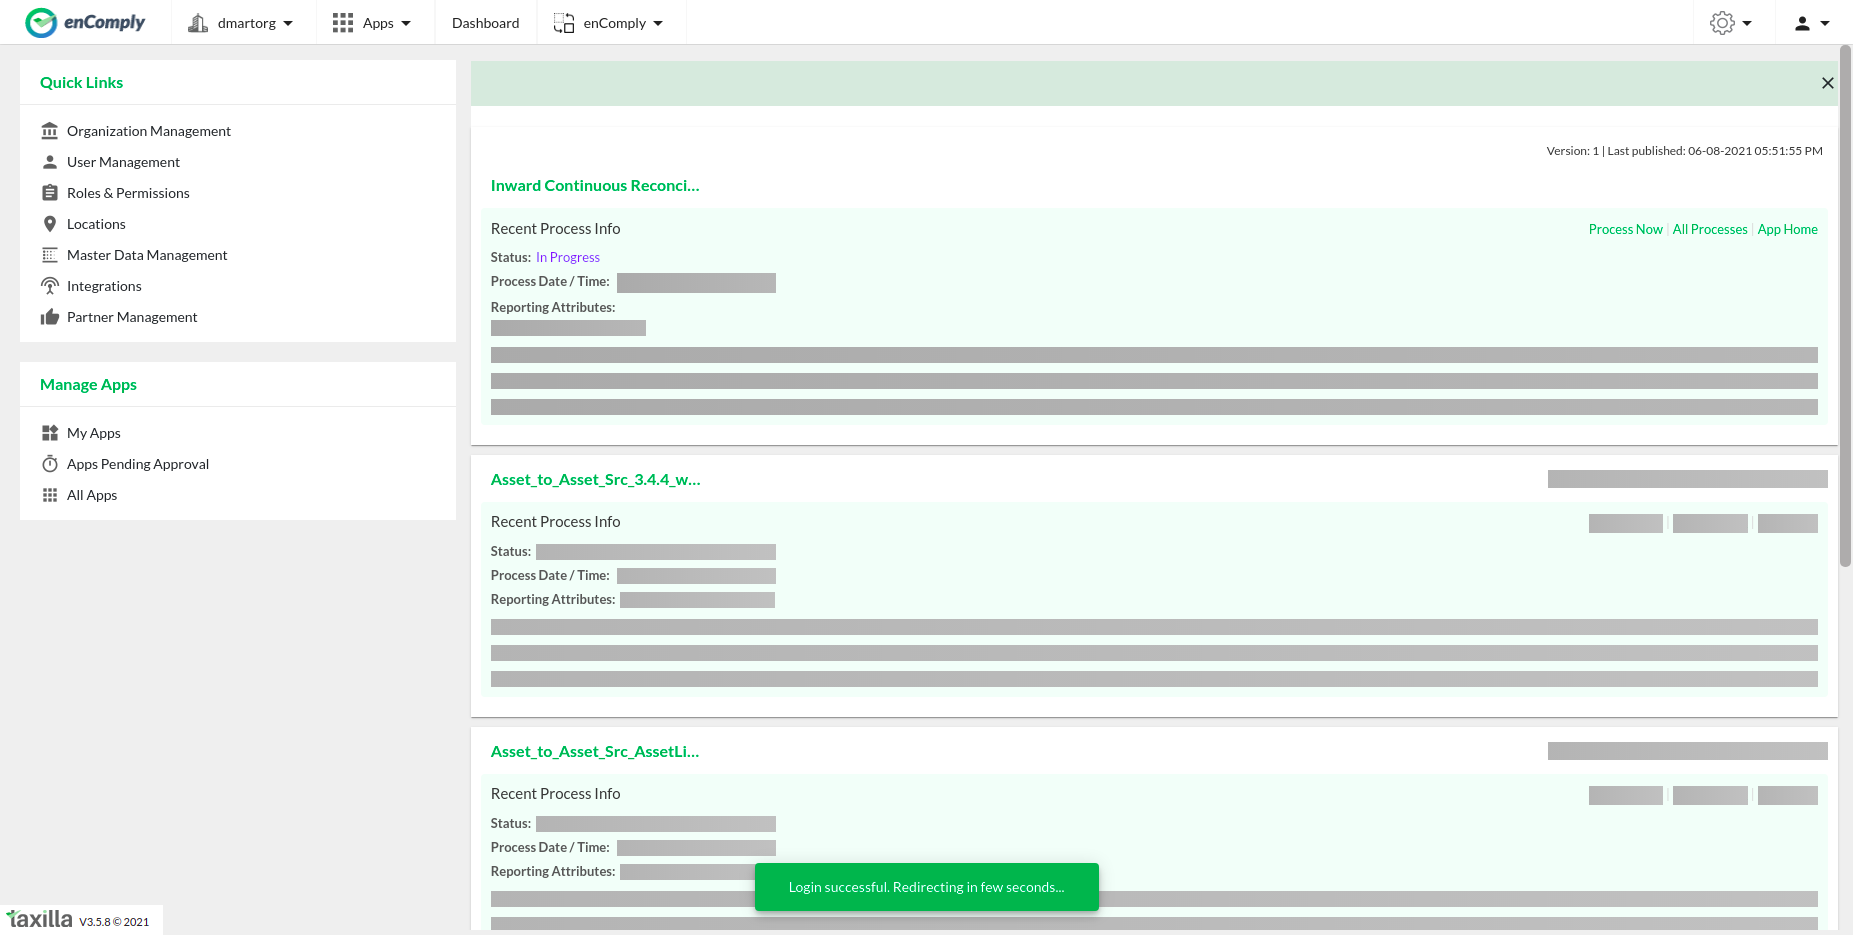 enComply
dmartorg
Apps
Dashboard
enComply
Quick Links
Organization Management
User Management
Roles & Permissions
Locations
Master Data Management
Integrations
Partner Management
Manage Apps
My Apps
Apps Pending Approval
All Apps
Version: 1 | Last published: 06-08-2021 05:51:55 PM
Inward Continuous Reconci...
Recent Process Info
Process Now | All Processes | App Home
Status: In Progress
Process Date / Time:
Reporting Attributes:
Asset_to_Asset_Src_3.4.4_w...
Recent Process Info
Status:
Process Date / Time:
Reporting Attributes:
Asset_to_Asset_Src_AssetLi...
Recent Process Info
Status:
Process Date / Time:
Reporting Attributes:
Login successful. Redirecting in few seconds...
taxilla V3.5.8 © 2021